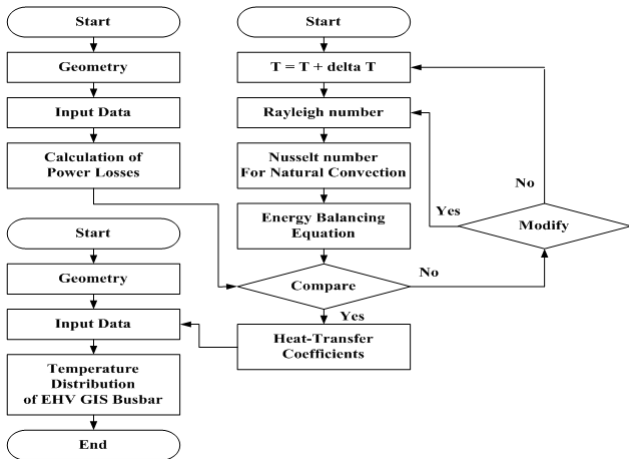 Start
Geometry
Input Data
Calculation of
Power Losses
Start
Geometry
Input Data
Temperature
Distribution
of EHV GIS Busbar
End
Start
T = T + delta T
Rayleigh number
Nusselt number
For Natural Convection
Energy Balancing
Equation
Compare
Yes
No
Heat-Transfer
Coefficients
Modify
Yes
No